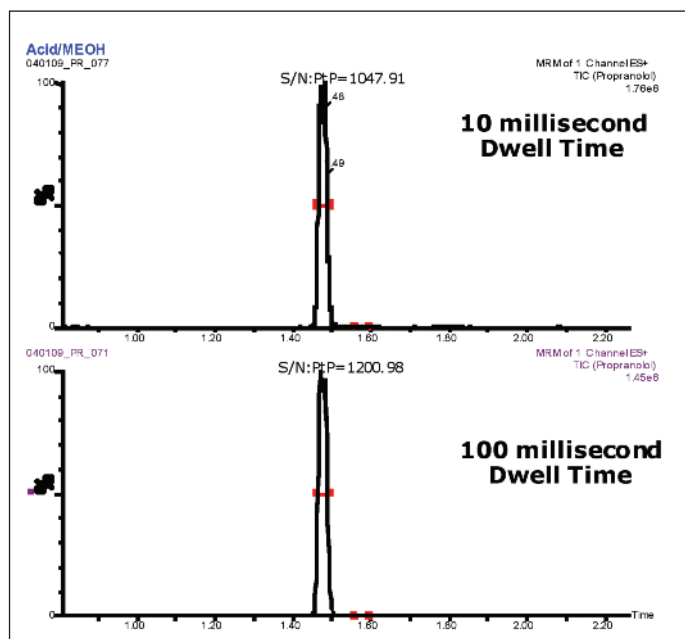 Acid/MEOH
040109_PR_077
MRM of 1 Channel ES+
TIC (Propranolol)
1.76e6
S/N:PtP=1047.91
100
.48
.49
10 millisecond
Dwell Time
%
0
1.00 1.20 1.40 1.60 1.80 2.00 2.20
040109_PR_071
MRM of 1 Channel ES+
TIC (Propranolol)
1.45e6
S/N:PtP=1200.98
100
100 millisecond
Dwell Time
%
0
Time
1.00 1.20 1.40 1.60 1.80 2.00 2.20